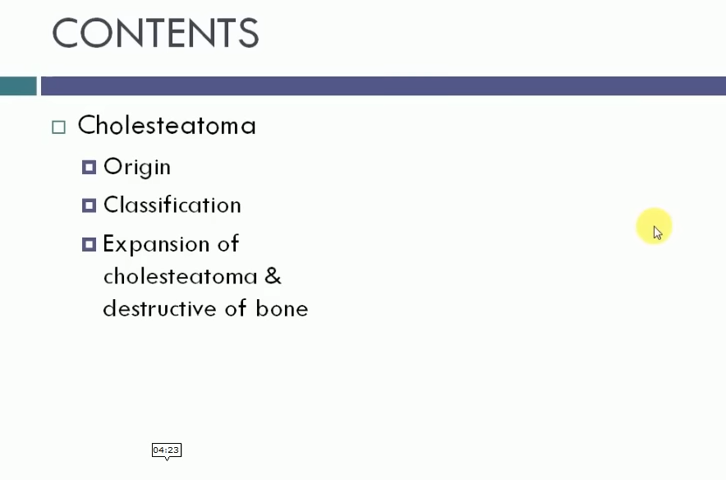 CONTENTS
Cholesteatoma
Origin
Classification
Expansion of
cholesteatoma &
destructive of bone
04:23